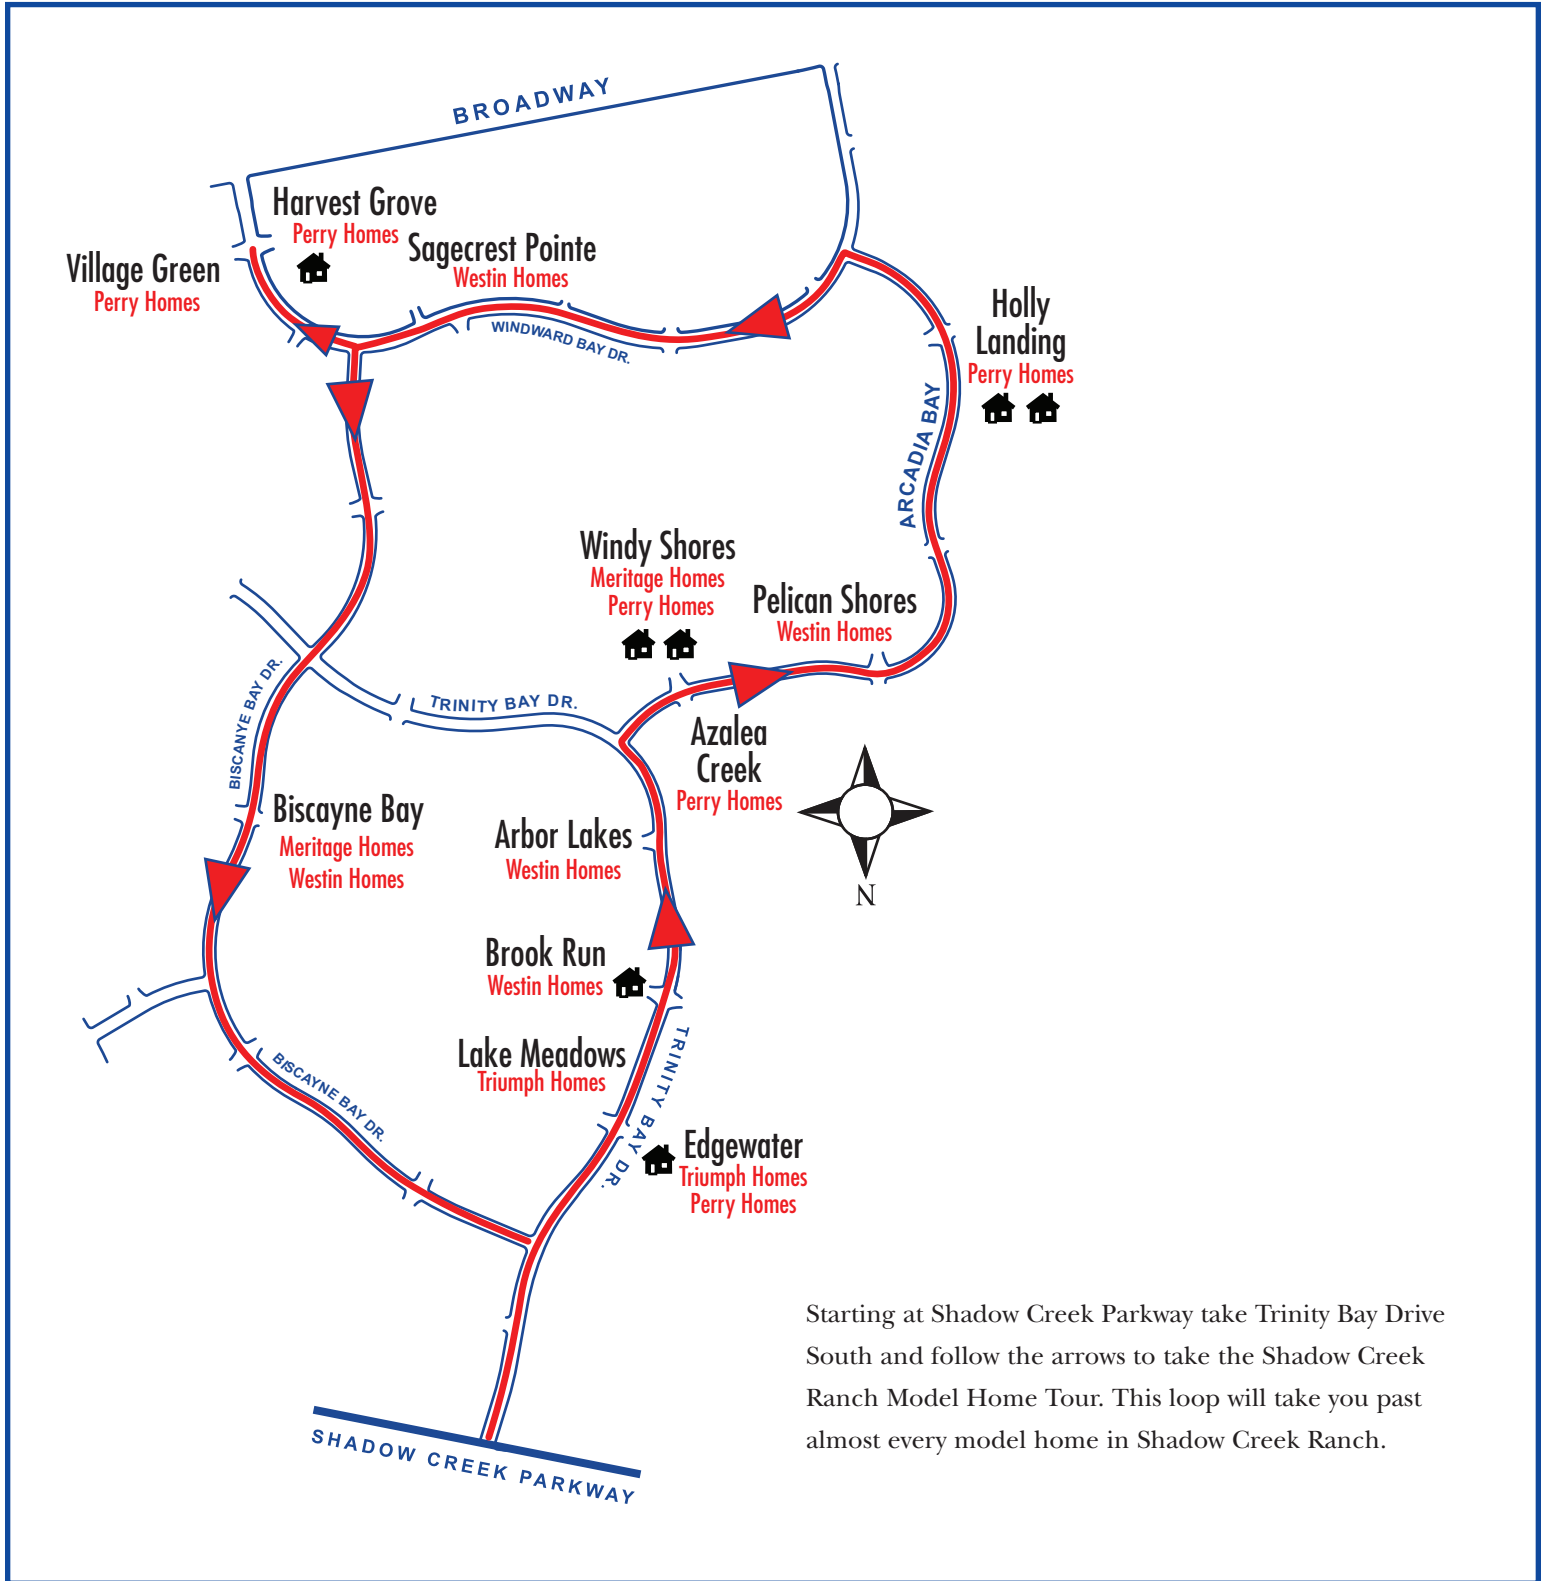 BROADWAY
Harvest Grove
Perry Homes
Village Green
Perry Homes
Sagecrest Pointe
Westin Homes
WINDWARD BAY DR.
Holly
Landing
Perry Homes
ARCADIA BAY
Windy Shores
Meritage Homes
Perry Homes
Pelican Shores
Westin Homes
BISCANYE BAY DR.
TRINITY BAY DR.
Azalea
Creek
Perry Homes
Biscayne Bay
Meritage Homes
Westin Homes
Arbor Lakes
Westin Homes
N
Brook Run
Westin Homes
Lake Meadows
Triumph Homes
TRINITY BAY DR.
BISCAYNE BAY DR.
Edgewater
Triumph Homes
Perry Homes
Starting at Shadow Creek Parkway take Trinity Bay Drive
South and follow the arrows to take the Shadow Creek
Ranch Model Home Tour. This loop will take you past
almost every model home in Shadow Creek Ranch.
SHADOW CREEK PARKWAY